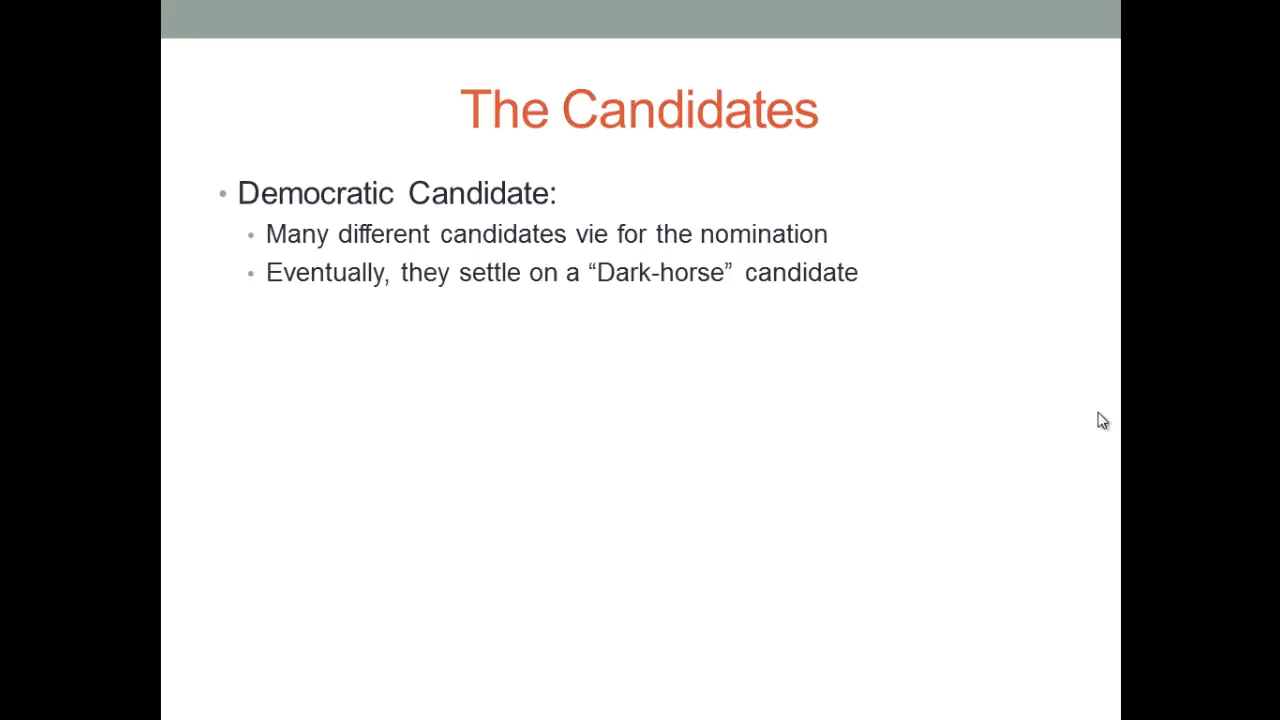 The Candidates
• Democratic Candidate:
• Many different candidates vie for the nomination
• Eventually, they settle on a “Dark-horse” candidate